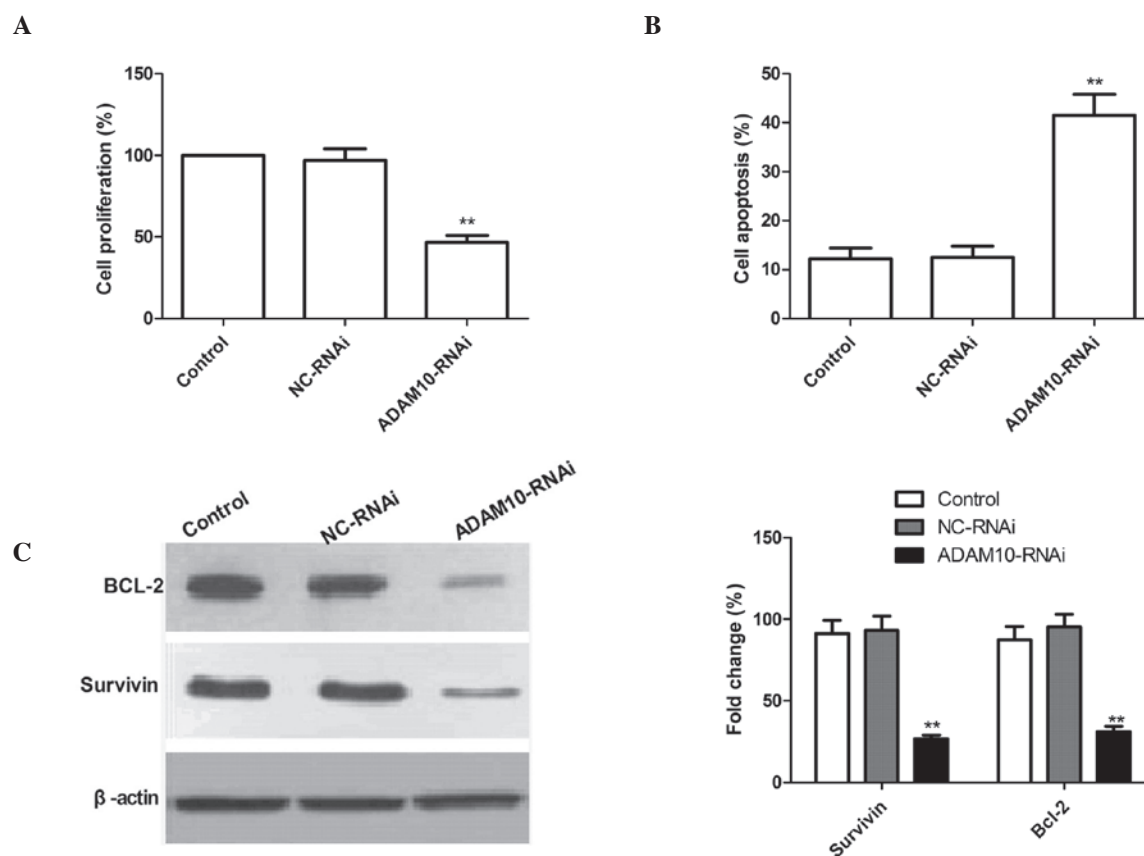 A
B
150
100
50
0
Cell proliferation (%)
**
Control
NC-RNAi
ADAM10-RNAi
50
40
30
20
10
0
Cell apoptosis (%)
**
Control
NC-RNAi
ADAM10-RNAi
C
Control
NC-RNAi
ADAM10-RNAi
BCL-2
Survivin
β -actin
Control
NC-RNAi
ADAM10-RNAi
150
100
50
0
Fold change (%)
**
**
Survivin
Bcl-2